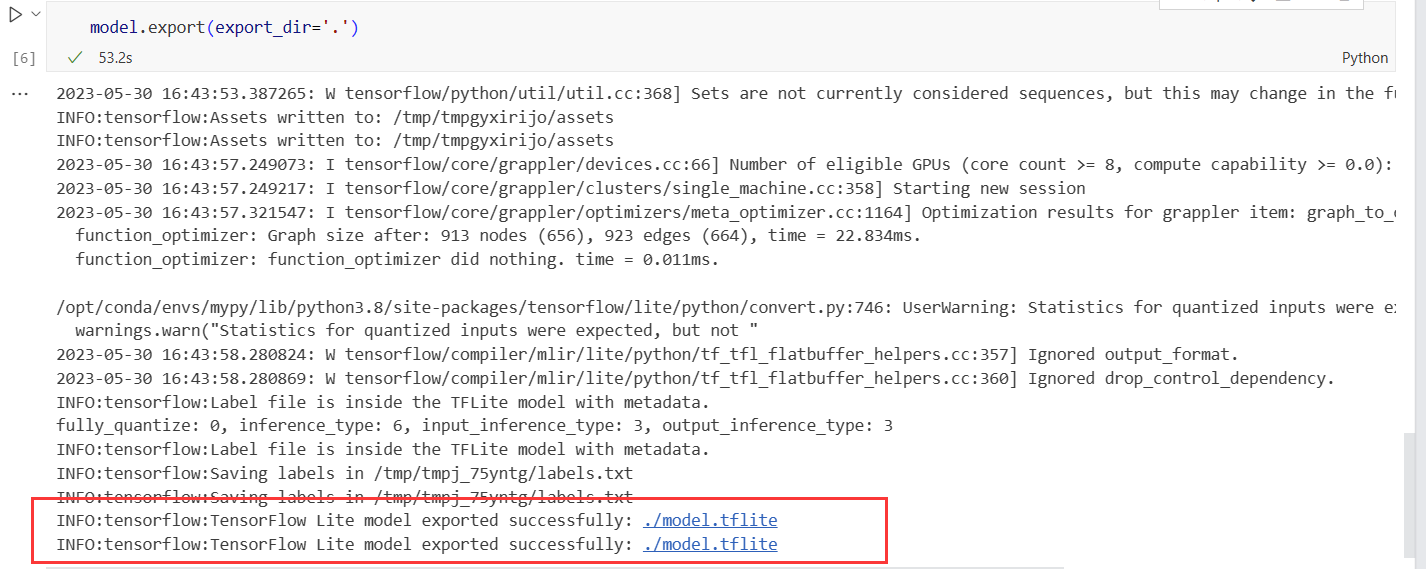 model.export(export_dir='.')
[6]
53.2s
Python
2023-05-30 16:43:53.387265: W tensorflow/python/util/util.cc:368] Sets are not currently considered sequences, but this may change in the
INFO:tensorflow:Assets written to: /tmp/tmpgyxirijo/assets
INFO:tensorflow:Assets written to: /tmp/tmpgyxirijo/assets
2023-05-30 16:43:57.249073: I tensorflow/core/grappler/devices.cc:66] Number of eligible GPUs (core count >= 8, compute capability >= 0.0):
2023-05-30 16:43:57.249217: I tensorflow/core/grappler/clusters/single_machine.cc:358] Starting new session
2023-05-30 16:43:57.321547: I tensorflow/core/grappler/optimizers/meta_optimizer.cc:1164] Optimization results for grappler item:
function_optimizer: Graph size after: 913 nodes (656), 923 edges (664), time = 22.834ms.
function_optimizer: function_optimizer did nothing. time = 0.011ms.
/opt/conda/envs/mypy/lib/python3.8/site-packages/tensorflow/lite/python/convert.py:746: UserWarning: Statistics for quantized inputs were
warnings.warn("Statistics for quantized inputs were expected, but not "
2023-05-30 16:43:58.280824: W tensorflow/compiler/mlir/lite/python/tf_tfl_flatbuffer_helpers.cc:357] Ignored output_format.
2023-05-30 16:43:58.280869: W tensorflow/compiler/mlir/lite/python/tf_tfl_flatbuffer_helpers.cc:360] Ignored drop_control_dependency.
INFO:tensorflow:Label file is inside the TFLite model with metadata.
fully_quantize: 0, inference_type: 6, input_inference_type: 3, output_inference_type: 3
INFO:tensorflow:Label file is inside the TFLite model with metadata.
INFO:tensorflow:Saving labels in /tmp/tmpj_75yntg/labels.txt
INFO:tensorflow:Saving labels in /tmp/tmpj_75yntg/labels.txt
INFO:tensorflow:TensorFlow Lite model exported successfully: ./model.tflite
INFO:tensorflow:TensorFlow Lite model exported successfully: ./model.tflite